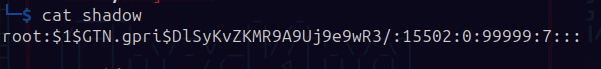 └─$ cat shadow
root:$1$GTN.gpri$DlSyKvZKMR9A9Uj9e9wR3/:15502:0:99999:7:::